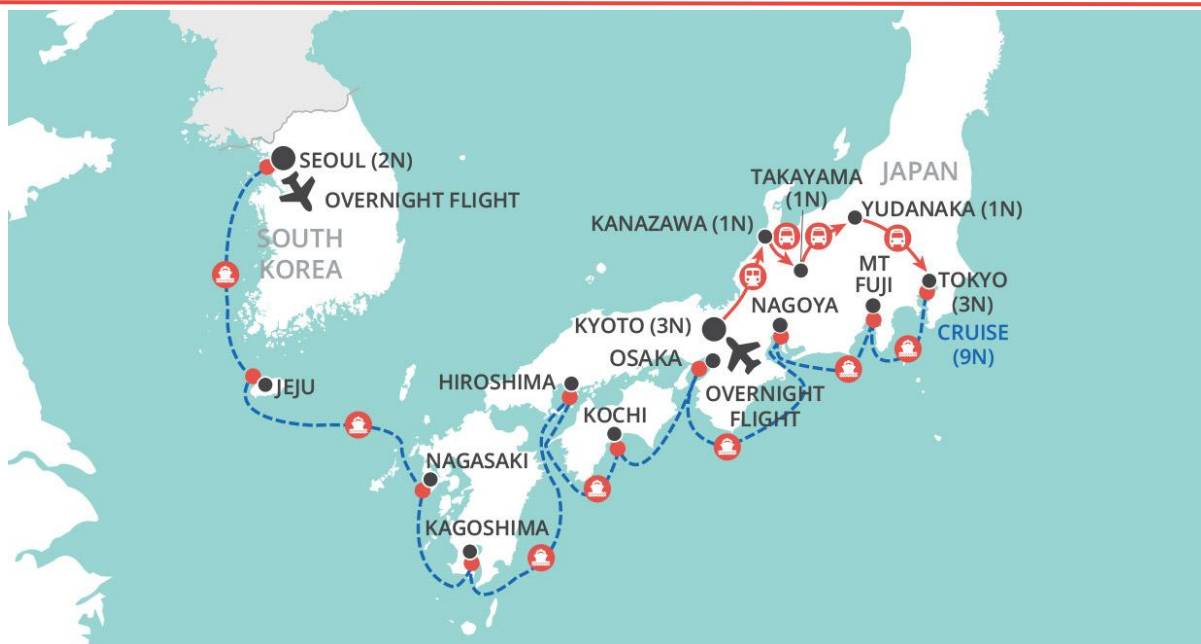 SEOUL (2N)
OVERNIGHT FLIGHT
SOUTH
KOREA
JEJU
JAPAN
TAKAYAMA
(1N)
YUDANAKA (1N)
KANAZAWA (1N)
MT
FUJI
TOKYO
(3N)
NAGOYA
CRUISE
(9N)
KYOTO (3N)
OSAKA
OVERNIGHT
FLIGHT
HIROSHIMA
KOCHI
NAGASAKI
KAGOSHIMA